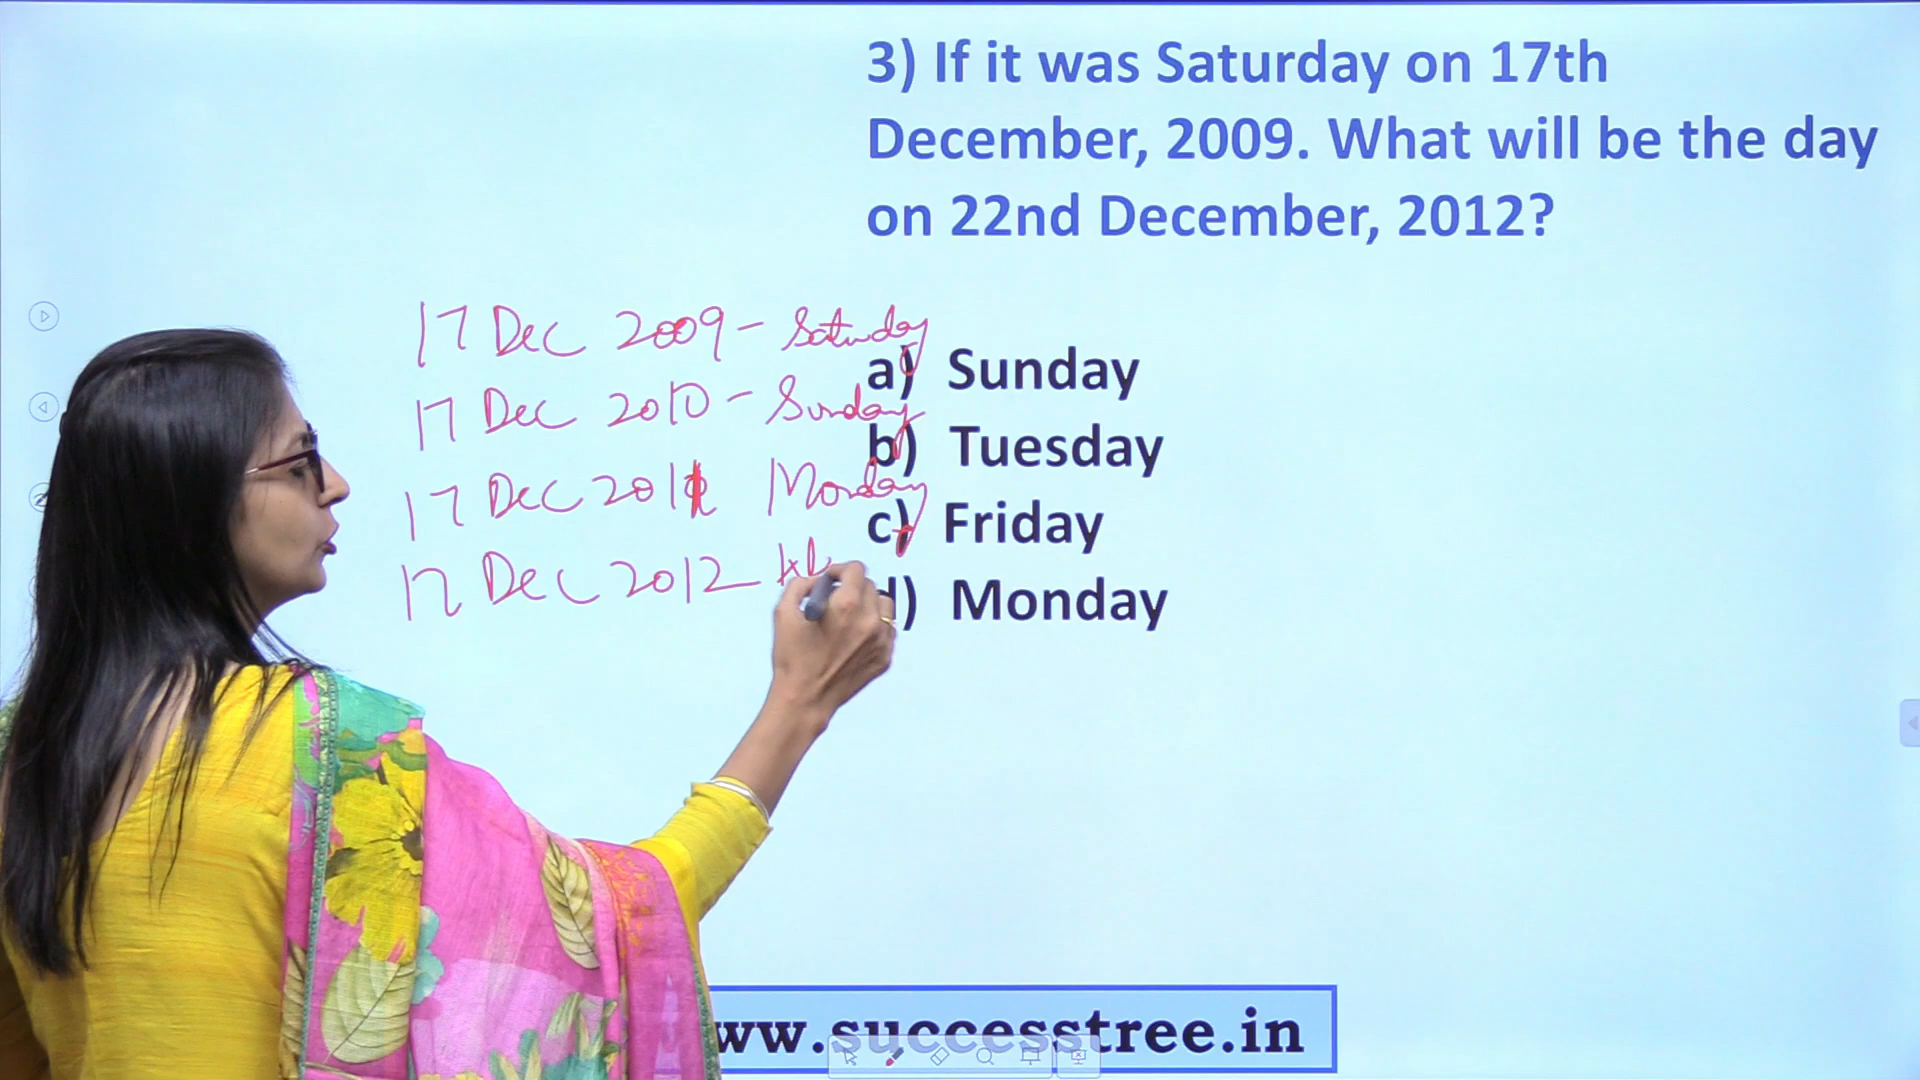 3) If it was Saturday on 17th
December, 2009. What will be the day
on 22nd December, 2012?
17 Dec 2009 - Saturday
17 Dec 2010 - Sunday
17 Dec 2011 Monday
17 Dec 2012
a) Sunday
b) Tuesday
c) Friday
d) Monday
ww.successtree.in